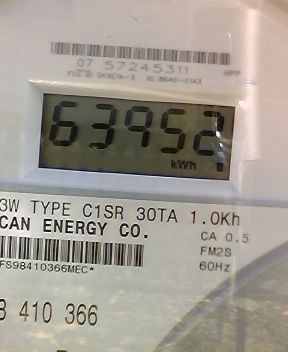 07 57245311
63952
kWh
3W TYPE C1SR 30TA 1.0Kh
CAN ENERGY CO.
CA 0.5
FM2S
60Hz
FS98410366MEC*
8 410 366